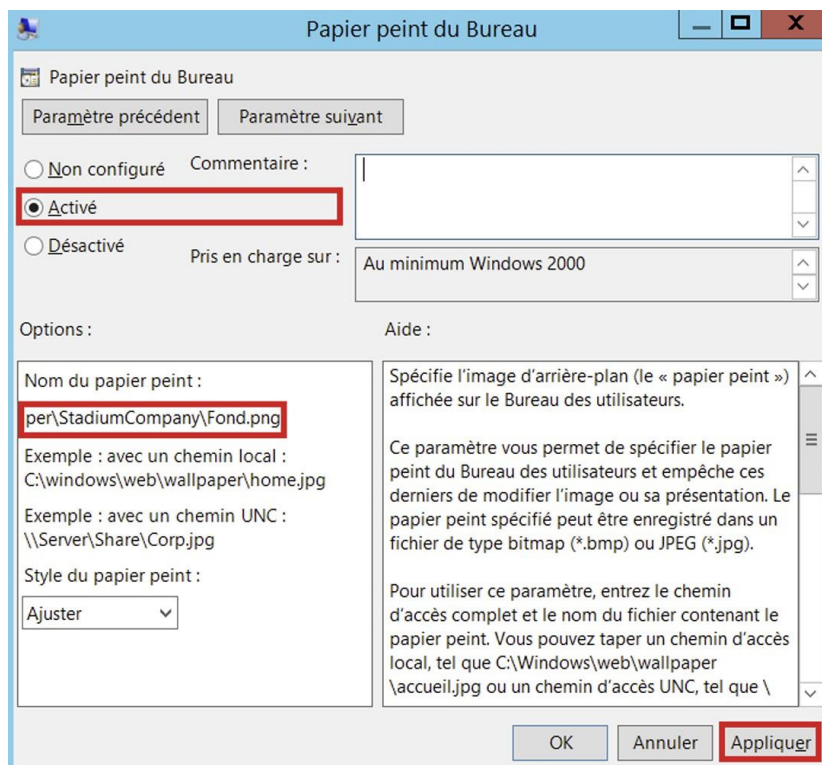 Papier peint du Bureau
X
Papier peint du Bureau
Paramètre précédent
Paramètre suivant
Non configuré
Commentaire :
Activé
Désactivé
Pris en charge sur :
Au minimum Windows 2000
Options :
Aide :
Nom du papier peint :
per\StadiumCompany\Fond.png
Exemple : avec un chemin local :
C:\windows\web\wallpaper\home.jpg
Exemple : avec un chemin UNC :
\\Server\Share\Corp.jpg
Style du papier peint :
Ajuster
Spécifie l’image d’arrière-plan (le « papier peint »)
affichée sur le Bureau des utilisateurs.
Ce paramètre vous permet de spécifier le papier
peint du Bureau des utilisateurs et empêche ces
derniers de modifier l’image ou sa présentation. Le
papier peint spécifié peut être enregistré dans un
fichier de type bitmap (*.bmp) ou JPEG (*.jpg).
Pour utiliser ce paramètre, entrez le chemin
d’accès complet et le nom du fichier contenant le
papier peint. Vous pouvez taper un chemin d’accès
local, tel que C:\Windows\web\wallpaper
\accueil.jpg ou un chemin d’accès UNC, tel que \
OK
Annuler
Appliquer